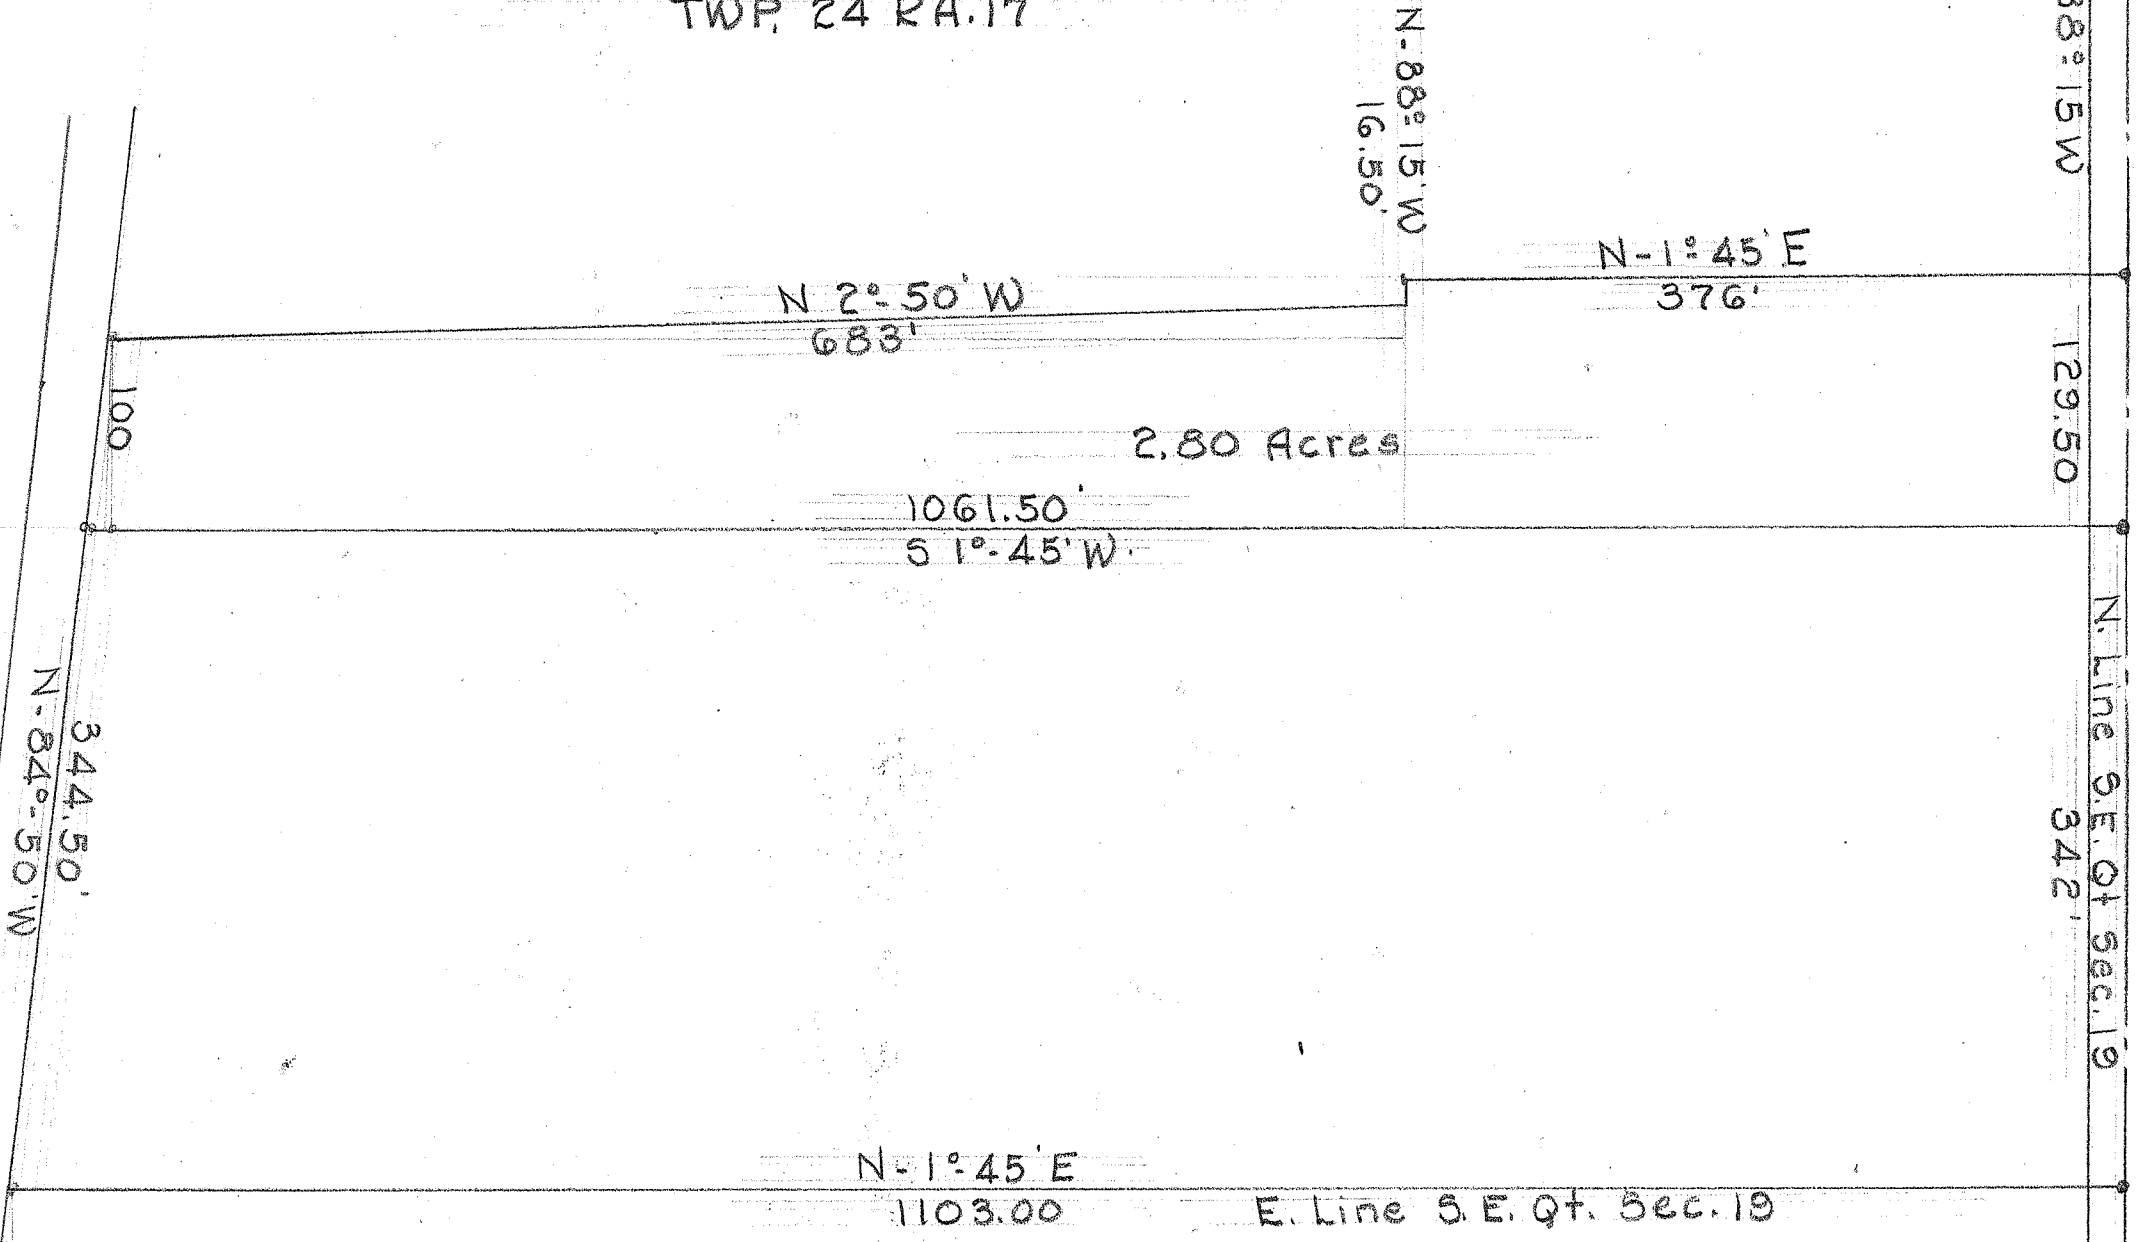 TWP. 24 RA. 17
N-88° 15' W
16.50'
88° 15 W
N-1° 45' E
376'
N 2°- 50' W
683'
100
129.50
2.80 Acres
1061.50'
S 1°- 45' W.
N. Line S.E. Qt Sec. 19
342'
344.50'
N-84°-50' W
N-1°-45' E
1103.00
E. Line S.E. Qt. Sec. 19